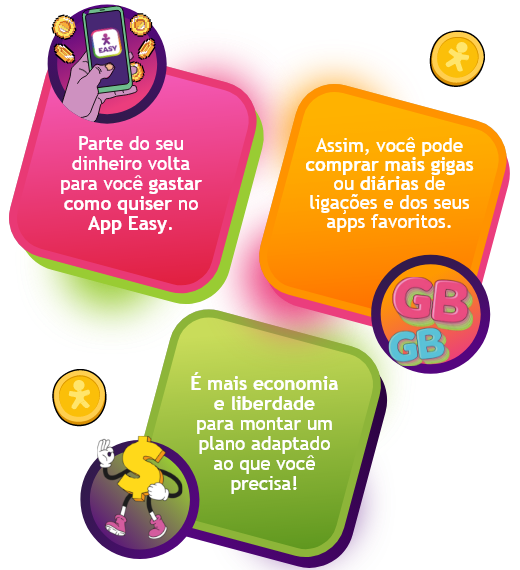 EASY
Parte do seu
dinheiro volta
para você gastar
como quiser no
App Easy.
Assim, você pode
comprar mais gigas
ou diárias de
ligações e dos seus
apps favoritos.
GB
GB
É mais economia
e liberdade
para montar um
plano adaptado
ao que você
precisa!
$